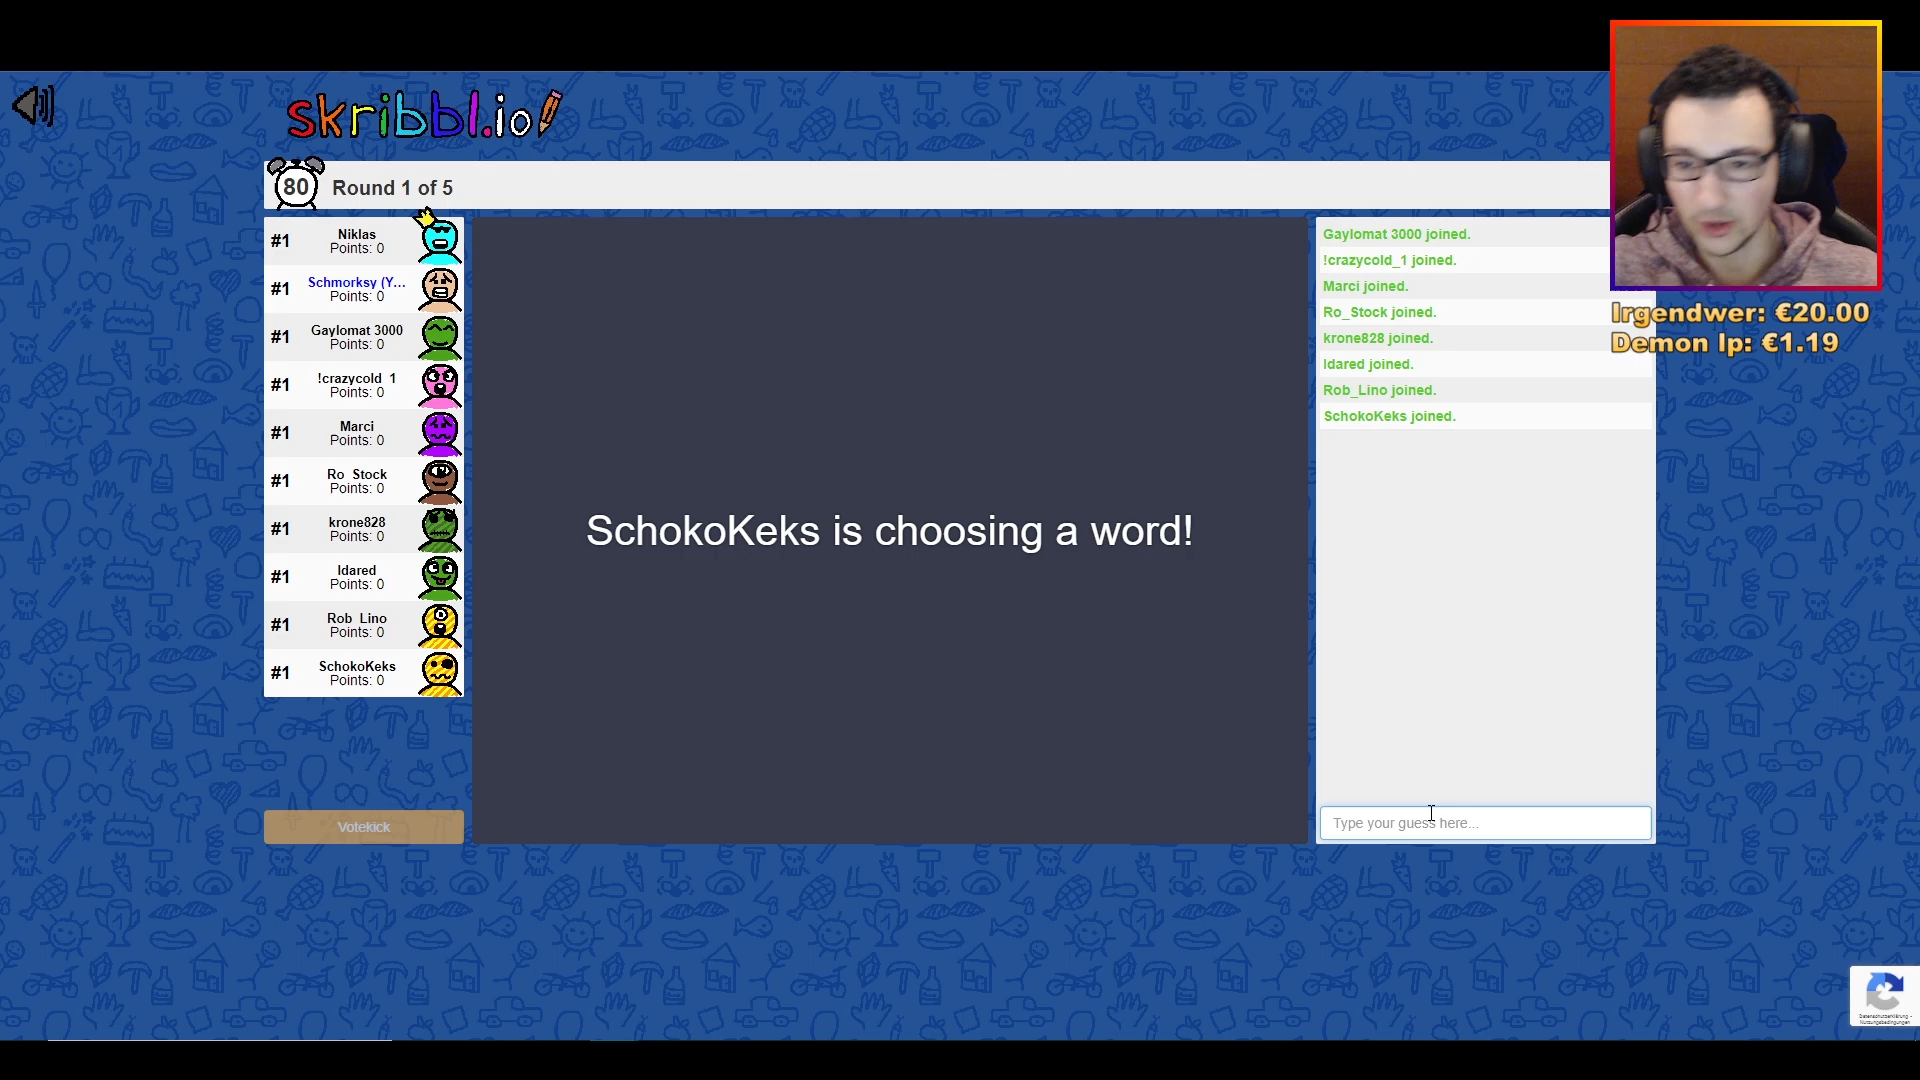 skribbl.io
80
Round 1 of 5
#1
Niklas
Points: 0
#1
Schmorksy (Y...
Points: 0
#1
Gaylomat 3000
Points: 0
#1
!crazycold_1
Points: 0
#1
Marci
Points: 0
#1
Ro_Stock
Points: 0
#1
krone828
Points: 0
#1
Idared
Points: 0
#1
Rob_Lino
Points: 0
#1
SchokoKeks
Points: 0
Votekick
SchokoKeks is choosing a word!
Gaylomat 3000 joined.
!crazycold_1 joined.
Marci joined.
Ro_Stock joined.
krone828 joined.
Idared joined.
Rob_Lino joined.
SchokoKeks joined.
Type your guess here...
Irgendwer: €20.00
Demon Ip: €1.19
Datenschutzerklärung -
Nutzungsbedingungen